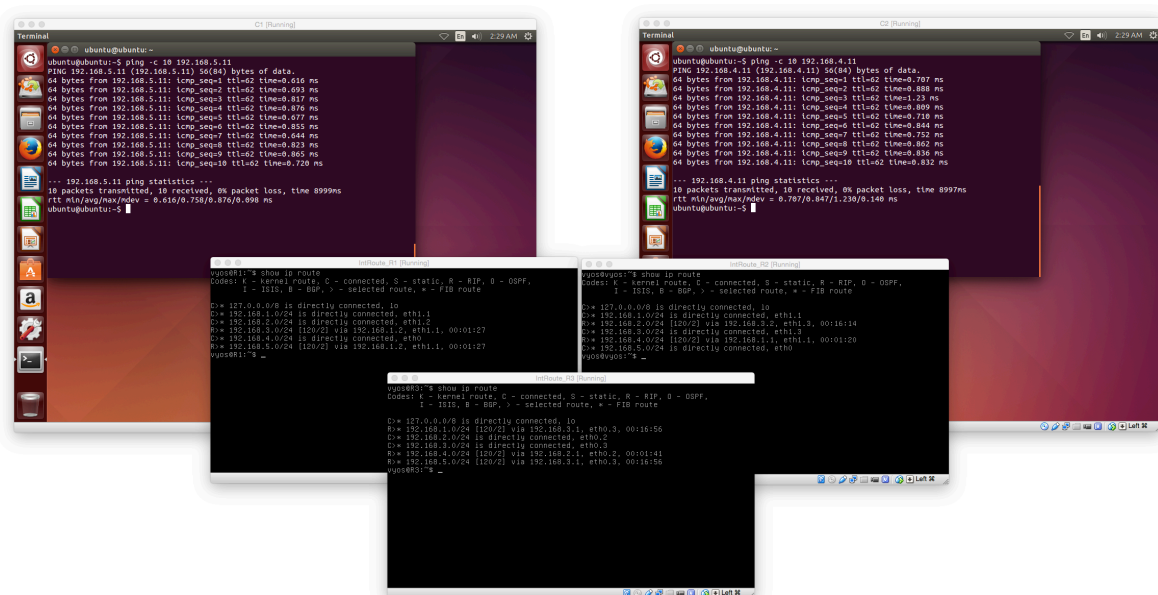 C1 [Running]
Terminal
En
2:29 AM
ubuntu@ubuntu: ~
ubuntu@ubuntu:~$ ping -c 10 192.168.5.11
PING 192.168.5.11 (192.168.5.11) 56(84) bytes of data.
64 bytes from 192.168.5.11: icmp_seq=1 ttl=62 time=0.616 ms
64 bytes from 192.168.5.11: icmp_seq=2 ttl=62 time=0.693 ms
64 bytes from 192.168.5.11: icmp_seq=3 ttl=62 time=0.817 ms
64 bytes from 192.168.5.11: icmp_seq=4 ttl=62 time=0.876 ms
64 bytes from 192.168.5.11: icmp_seq=5 ttl=62 time=0.677 ms
64 bytes from 192.168.5.11: icmp_seq=6 ttl=62 time=0.855 ms
64 bytes from 192.168.5.11: icmp_seq=7 ttl=62 time=0.644 ms
64 bytes from 192.168.5.11: icmp_seq=8 ttl=62 time=0.823 ms
64 bytes from 192.168.5.11: icmp_seq=9 ttl=62 time=0.865 ms
64 bytes from 192.168.5.11: icmp_seq=10 ttl=62 time=0.720 ms
--- 192.168.5.11 ping statistics ---
10 packets transmitted, 10 received, 0% packet loss, time 8999ms
rtt min/avg/max/mdev = 0.616/0.758/0.876/0.098 ms
ubuntu@ubuntu:~$
C2 [Running]
Terminal
En
2:29 AM
ubuntu@ubuntu: ~
ubuntu@ubuntu:~$ ping -c 10 192.168.4.11
PING 192.168.4.11 (192.168.4.11) 56(84) bytes of data.
64 bytes from 192.168.4.11: icmp_seq=1 ttl=62 time=0.707 ms
64 bytes from 192.168.4.11: icmp_seq=2 ttl=62 time=0.888 ms
64 bytes from 192.168.4.11: icmp_seq=3 ttl=62 time=1.23 ms
64 bytes from 192.168.4.11: icmp_seq=4 ttl=62 time=0.809 ms
64 bytes from 192.168.4.11: icmp_seq=5 ttl=62 time=0.710 ms
64 bytes from 192.168.4.11: icmp_seq=6 ttl=62 time=0.844 ms
64 bytes from 192.168.4.11: icmp_seq=7 ttl=62 time=0.752 ms
64 bytes from 192.168.4.11: icmp_seq=8 ttl=62 time=0.862 ms
64 bytes from 192.168.4.11: icmp_seq=9 ttl=62 time=0.836 ms
64 bytes from 192.168.4.11: icmp_seq=10 ttl=62 time=0.832 ms
--- 192.168.4.11 ping statistics ---
10 packets transmitted, 10 received, 0% packet loss, time 8997ms
rtt min/avg/max/mdev = 0.707/0.847/1.230/0.140 ms
ubuntu@ubuntu:~$
Left ⌘
IntRoute_R1 [Running]
vyos@R1:~$ show ip route
Codes: K - kernel route, C - connected, S - static, R - RIP, O - OSPF,
I - ISIS, B - BGP, > - selected route, * - FIB route
C>* 127.0.0.0/8 is directly connected, lo
C>* 192.168.1.0/24 is directly connected, eth1.1
C>* 192.168.2.0/24 is directly connected, eth1.2
R>* 192.168.3.0/24 [120/2] via 192.168.1.2, eth1.1, 00:01:27
C>* 192.168.4.0/24 is directly connected, eth0
R>* 192.168.5.0/24 [120/2] via 192.168.1.2, eth1.1, 00:01:27
vyos@R1:~$ _
IntRoute_R2 [Running]
vyos@vyos:~$ show ip route
Codes: K - kernel route, C - connected, S - static, R - RIP, O - OSPF,
I - ISIS, B - BGP, > - selected route, * - FIB route
C>* 127.0.0.0/8 is directly connected, lo
C>* 192.168.1.0/24 is directly connected, eth1.1
R>* 192.168.2.0/24 [120/2] via 192.168.3.2, eth1.3, 00:16:14
C>* 192.168.3.0/24 is directly connected, eth1.3
R>* 192.168.4.0/24 [120/2] via 192.168.1.1, eth1.1, 00:01:20
C>* 192.168.5.0/24 is directly connected, eth0
vyos@vyos:~$ _
Left ⌘
IntRoute_R3 [Running]
vyos@R3:~$ show ip route
Codes: K - kernel route, C - connected, S - static, R - RIP, O - OSPF,
I - ISIS, B - BGP, > - selected route, * - FIB route
C>* 127.0.0.0/8 is directly connected, lo
R>* 192.168.1.0/24 [120/2] via 192.168.3.1, eth0.3, 00:16:56
C>* 192.168.2.0/24 is directly connected, eth0.2
C>* 192.168.3.0/24 is directly connected, eth0.3
R>* 192.168.4.0/24 [120/2] via 192.168.2.1, eth0.2, 00:01:41
R>* 192.168.5.0/24 [120/2] via 192.168.3.1, eth0.3, 00:16:56
vyos@R3:~$ _
Left ⌘